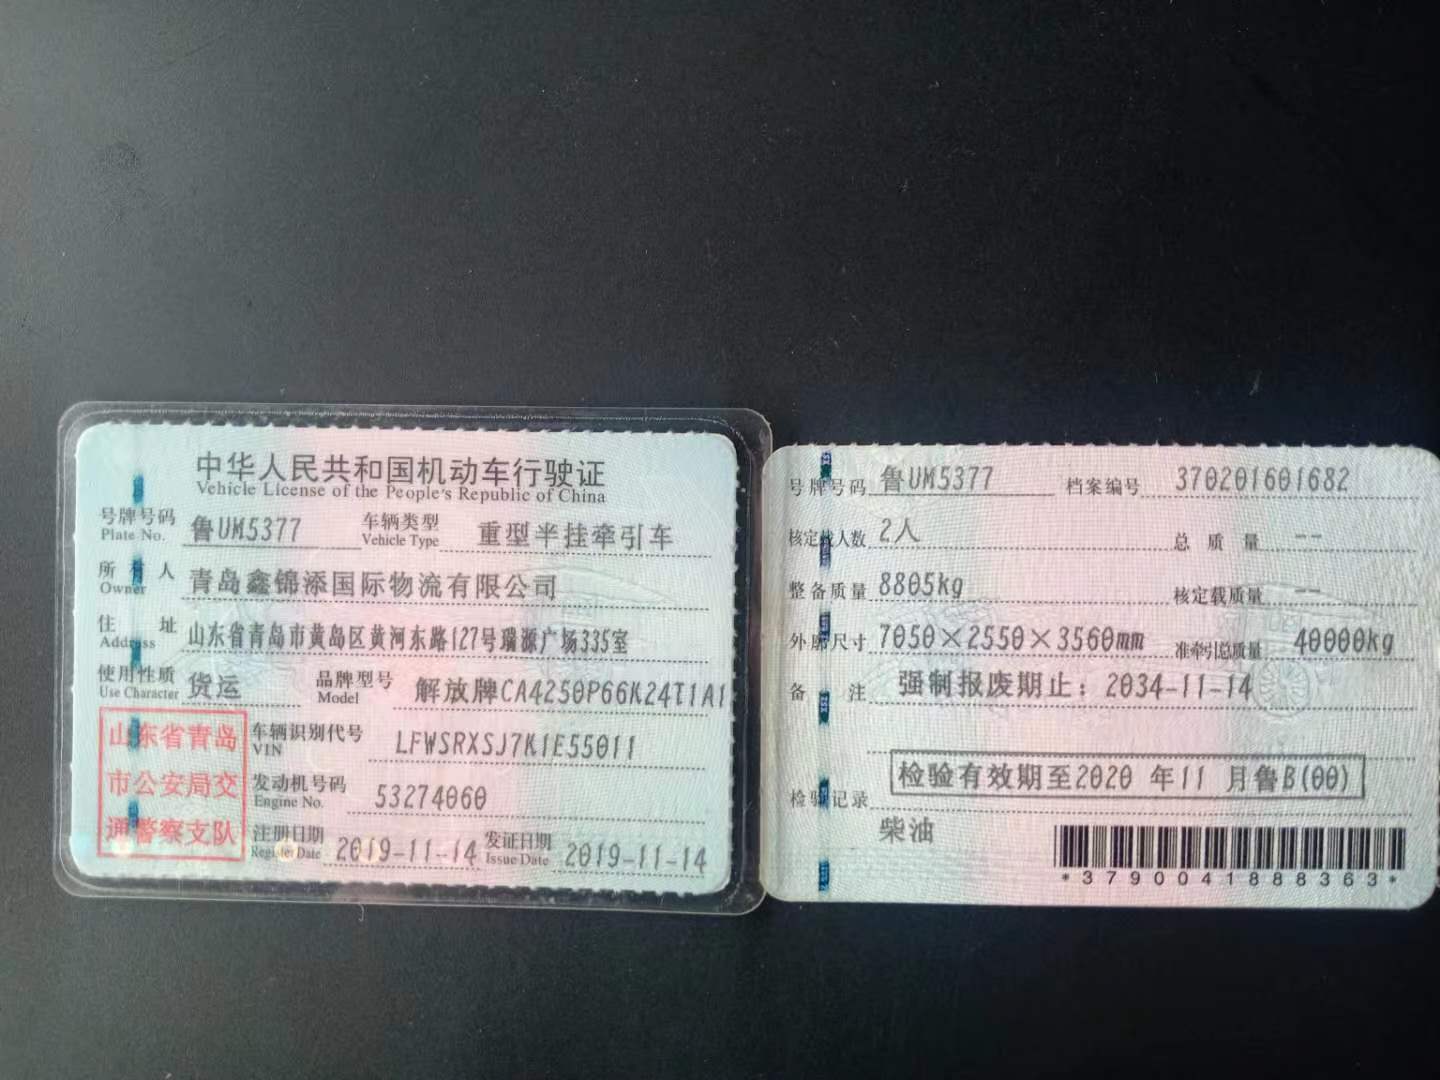 中华人民共和国机动车行驶证
Vehicle License of the People's Republic of China
号牌号码 鲁UM5377 车辆类型 重型半挂牵引车
Plate No. Vehicle Type
所有人 青岛鑫锦添国际物流有限公司
Owner
住址 山东省青岛市黄岛区黄河东路127号瑞源广场335室
Address
使用性质 货运 品牌型号 解放牌CA4250P66K24T1A1
Use Character Model
山东省青岛
市公安局交
通警察支队
车辆识别代号 LFWSRXSJ7K1E55011
VIN
发动机号码 53274060
Engine No.
注册日期 2019-11-14 发证日期 2019-11-14
Register Date Issue Date
号牌号码 鲁UM5377 档案编号 370201601682
核定载人数 2人 总质量 --
整备质量 8805kg 核定载质量 --
外廓尺寸 7050×2550×3560mm 准牵引总质量 40000kg
备注 强制报废期止：2034-11-14
检验记录 检验有效期至2020 年11 月鲁B(00)
柴油
*3790041888363*